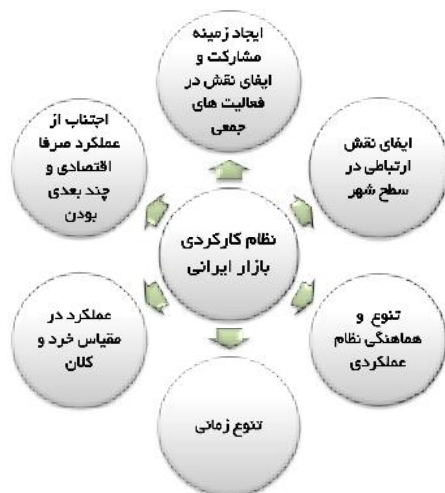 ایجاد زمینه
مشارکت و
ایفای نقش در
فعالیت های
جمعی
ایفای نقش
ارتباطی در
سطح شهر
تنوع و
هماهنگی نظام
عملکردی
تنوع زمانی
عملکرد در
مقیاس خرد و
کلان
اجتناب از
عملکرد صرفا
اقتصادی و
چند بعدی
بودن
نظام کارکردی
بازار ایرانی